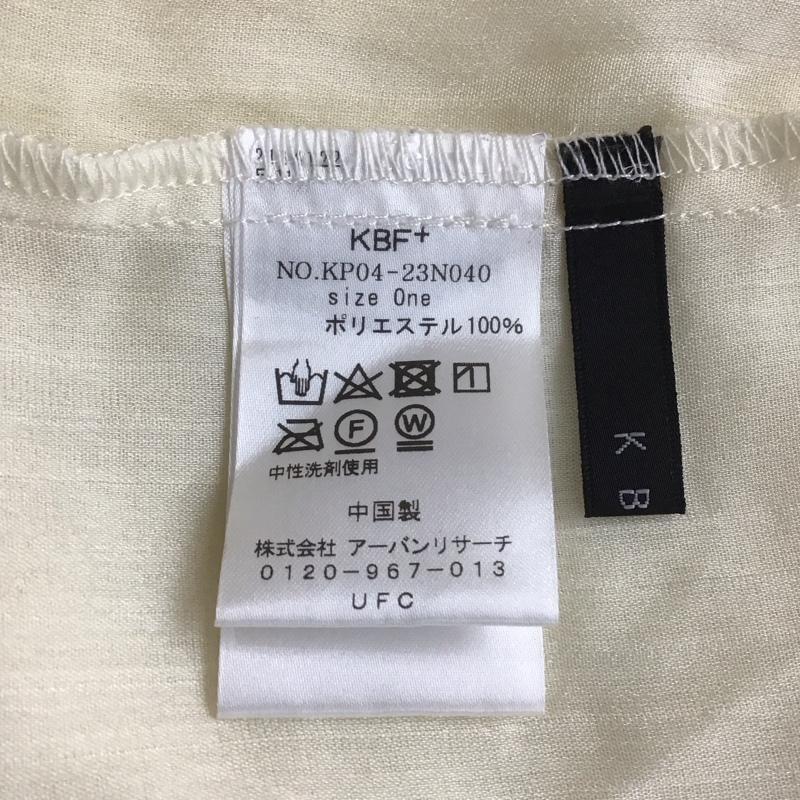 KBF+
NO.KP04-23N040
size One
ポリエステル100%
F
W
中性洗剤使用
中国製
株式会社 アーバンリサーチ
0120-967-013
UFC
K B